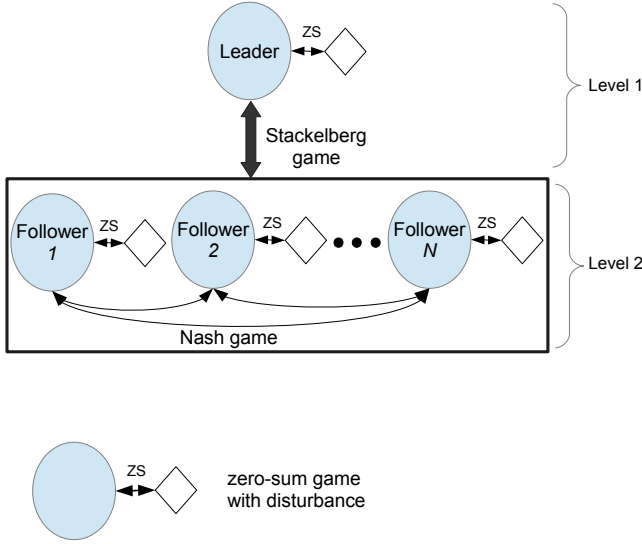 ZS
Leader
Level 1
Stackelberg
game
Follower
1
ZS
Follower
2
ZS
Follower
N
ZS
Level 2
Nash game
ZS
zero-sum game
with disturbance